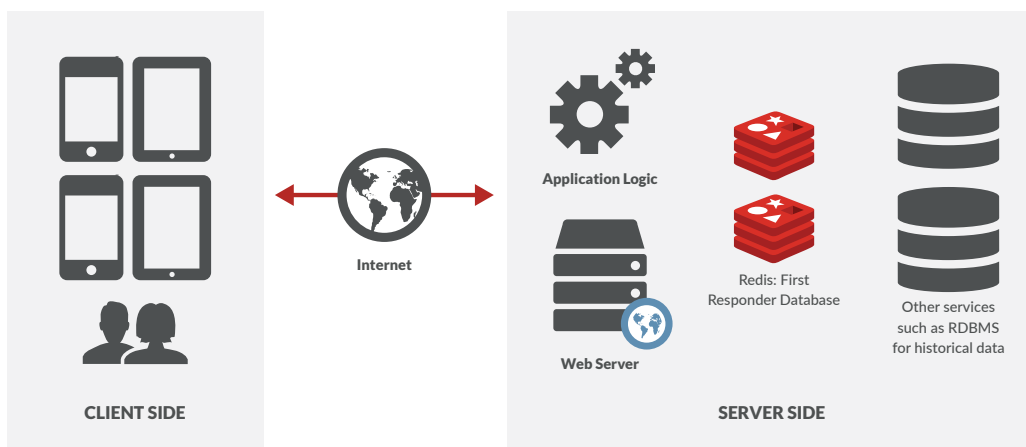 Internet
CLIENT SIDE
Application Logic
Web Server
Redis: First
Responder Database
Other services
such as RDBMS
for historical data
SERVER SIDE